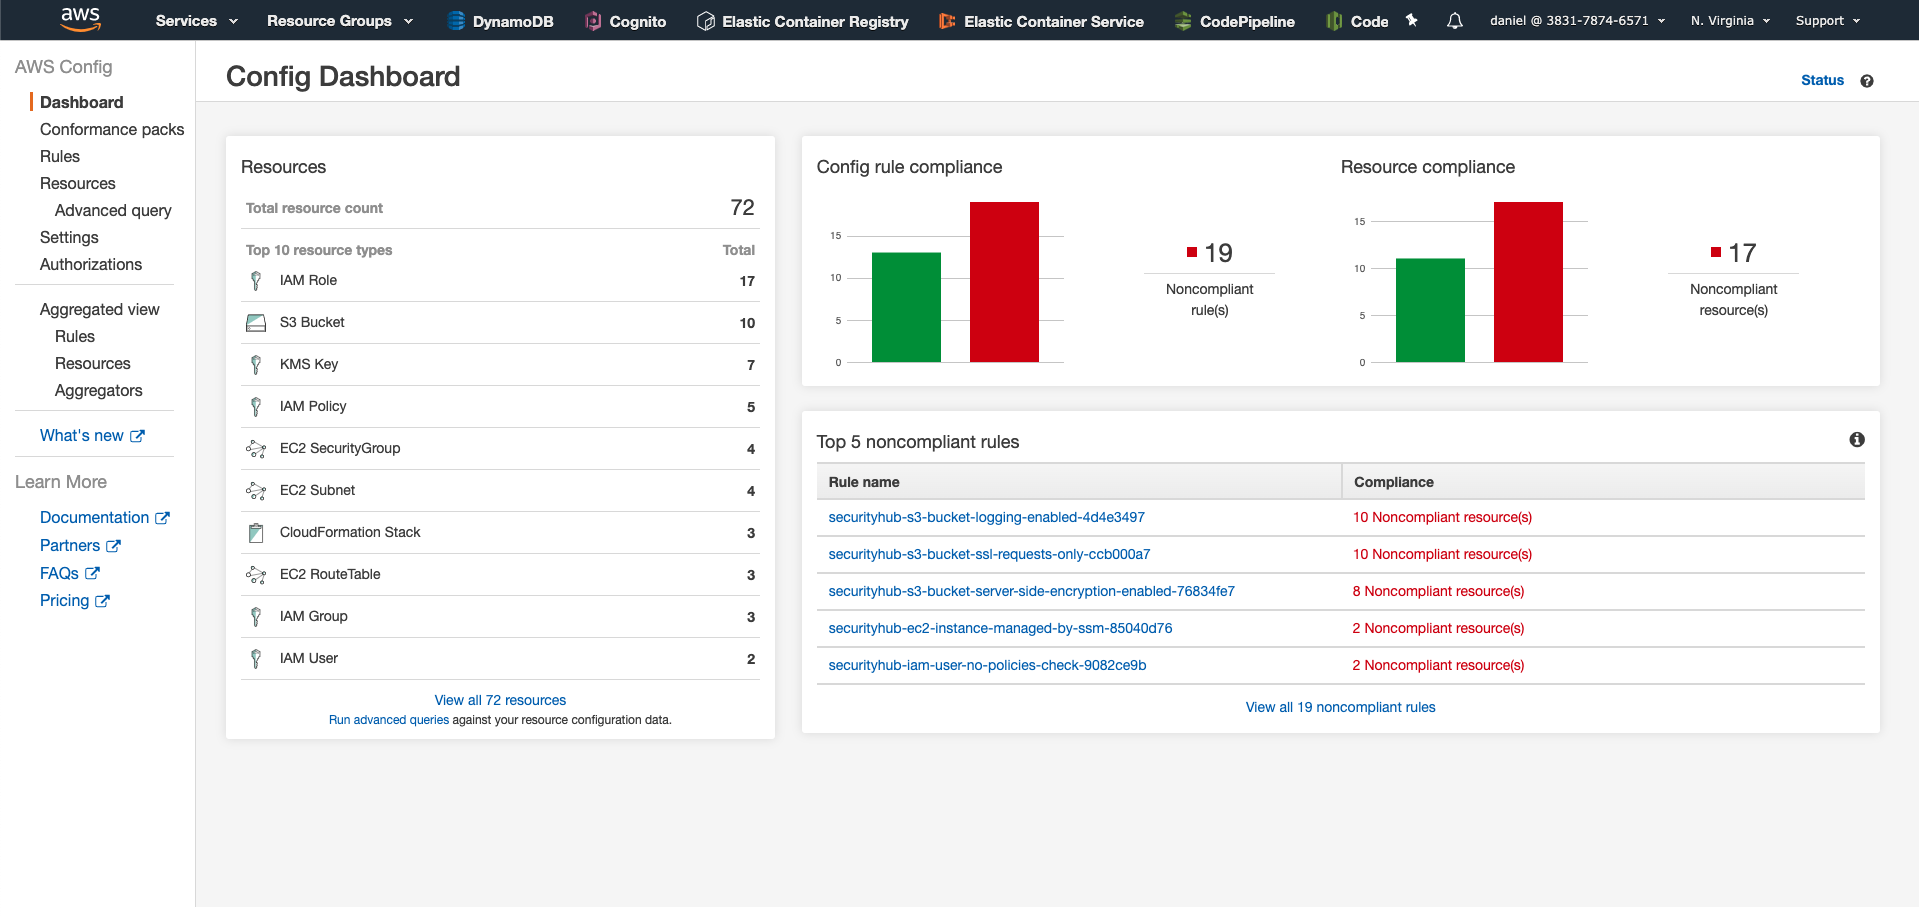 aws Services Resource Groups DynamoDB Cognito Elastic Container Registry Elastic Container Service CodePipeline Code daniel @ 3831-7874-6571 N. Virginia Support
AWS Config
Dashboard
Conformance packs
Rules
Resources
Advanced query
Settings
Authorizations
Aggregated view
Rules
Resources
Aggregators
What's new
Learn More
Documentation
Partners
FAQs
Pricing
Config Dashboard
Status
Resources
Total resource count 72
Top 10 resource types Total
IAM Role 17
S3 Bucket 10
KMS Key 7
IAM Policy 5
EC2 SecurityGroup 4
EC2 Subnet 4
CloudFormation Stack 3
EC2 RouteTable 3
IAM Group 3
IAM User 2
View all 72 resources
Run advanced queries against your resource configuration data.
Config rule compliance
15
10
5
0
19
Noncompliant
rule(s)
Resource compliance
15
10
5
0
17
Noncompliant
resource(s)
Top 5 noncompliant rules
Rule name Compliance
securityhub-s3-bucket-logging-enabled-4d4e3497 10 Noncompliant resource(s)
securityhub-s3-bucket-ssl-requests-only-ccb000a7 10 Noncompliant resource(s)
securityhub-s3-bucket-server-side-encryption-enabled-76834fe7 8 Noncompliant resource(s)
securityhub-ec2-instance-managed-by-ssm-85040d76 2 Noncompliant resource(s)
securityhub-iam-user-no-policies-check-9082ce9b 2 Noncompliant resource(s)
View all 19 noncompliant rules